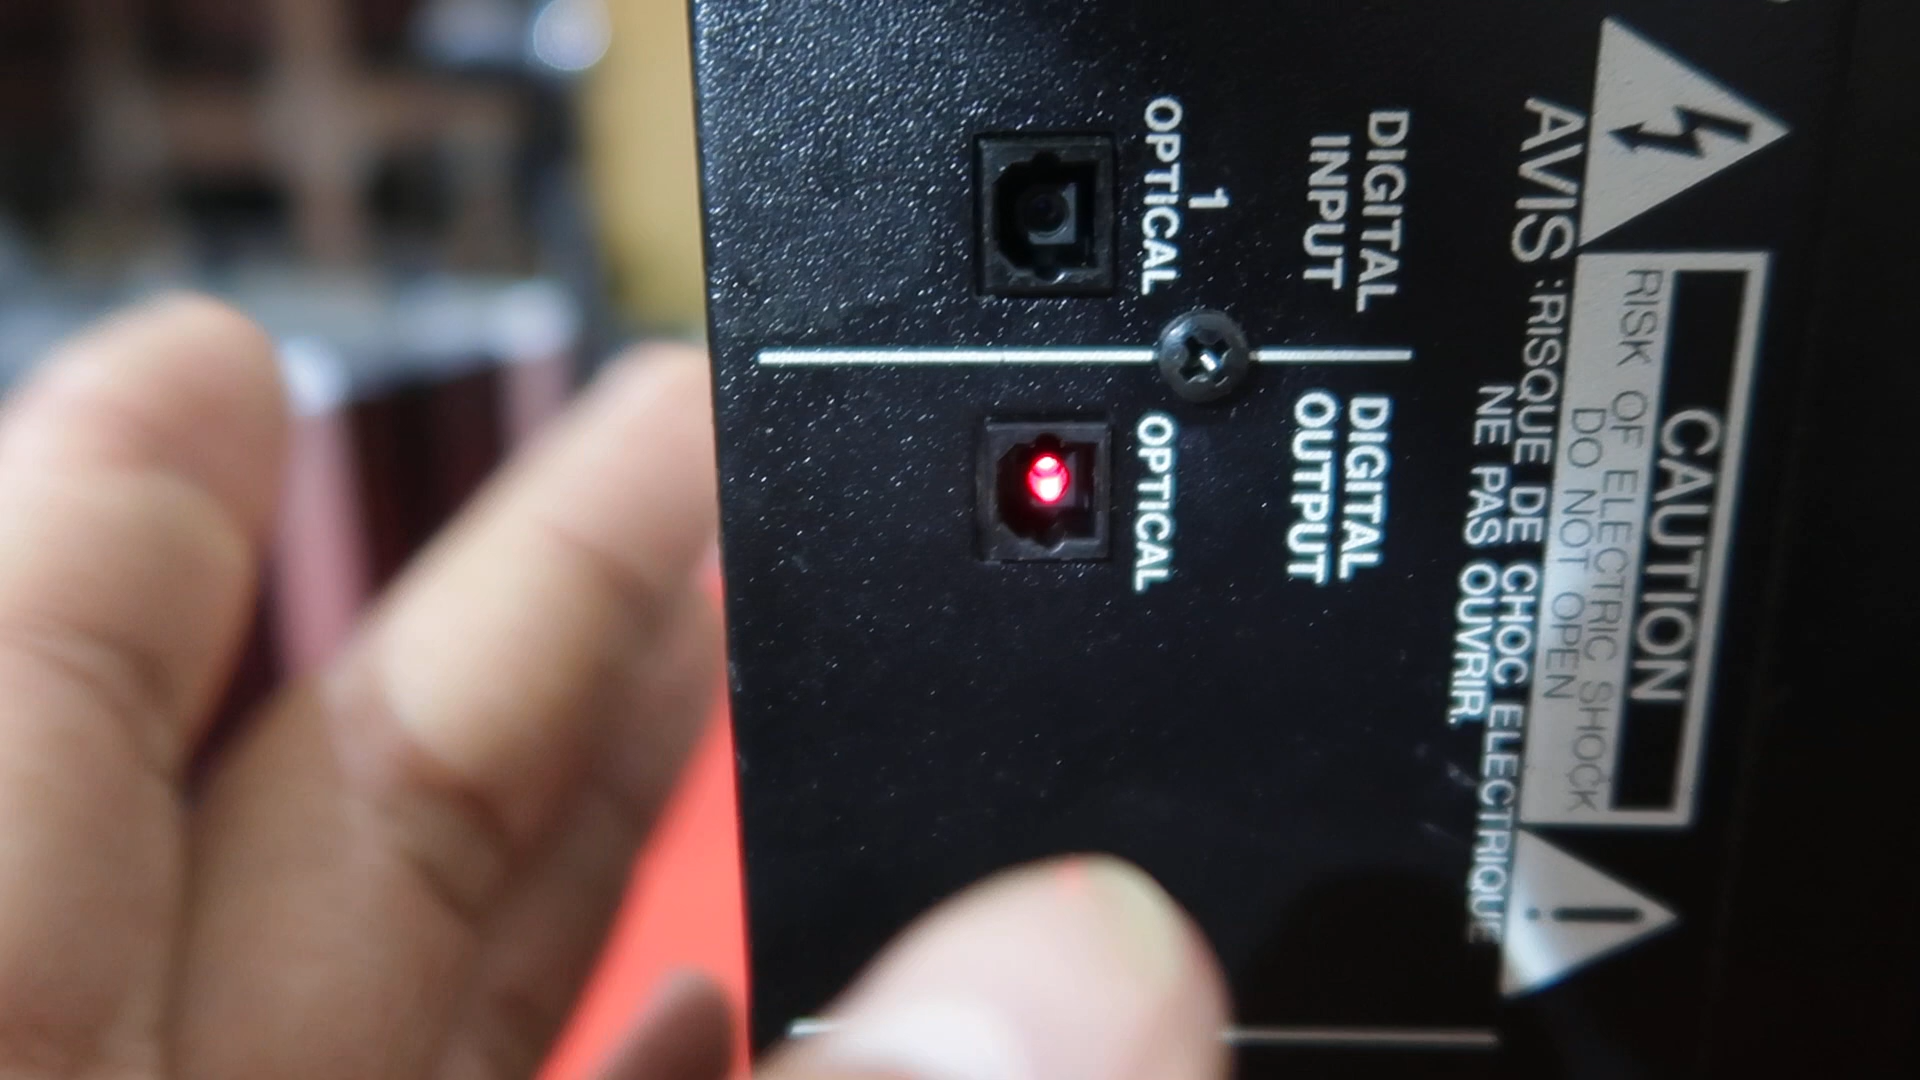 DIGITAL
INPUT
1
OPTICAL
DIGITAL
OUTPUT
OPTICAL
CAUTION
RISK OF ELECTRIC SHOCK
DO NOT OPEN
AVIS :RISQUE DE CHOC ELECTRIQUE
NE PAS OUVRIR.